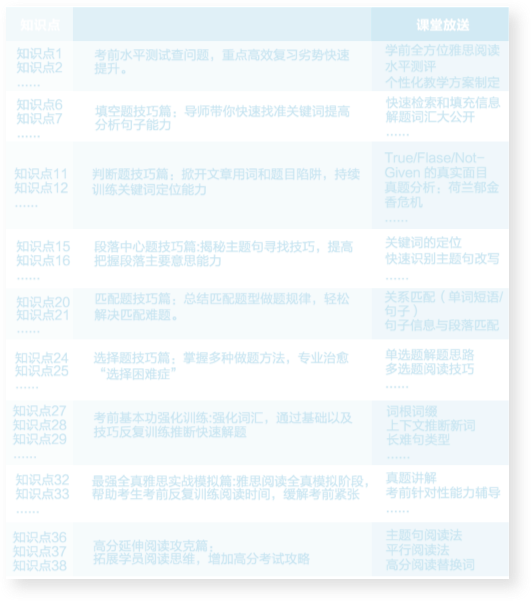 知识点
课堂放送
知识点1
知识点2
……
考前水平测试查问题，重点高效复习劣势快速
提升。
学前全方位雅思阅读
水平测评
个性化教学方案制定
知识点6
知识点7
……
填空题技巧篇：导师带你快速找准关键词提高
分析句子能力
快速检索和填充信息
解题词汇大公开
……
知识点11
知识点12
……
判断题技巧篇：掀开文章用词和题目陷阱，持续
训练关键词定位能力
True/Flase/Not-
Given 的真实面目
真题分析：荷兰郁金
香危机
……
知识点15
知识点16
……
段落中心题技巧篇:揭秘主题句寻找技巧，提高
把握段落主要意思能力
关键词的定位
快速识别主题句改写
……
知识点20
知识点21
……
匹配题技巧篇；总结匹配题型做题规律，轻松
解决匹配难题。
关系匹配（单词短语/
句子）
句子信息与段落匹配
知识点24
知识点25
……
选择题技巧篇；掌握多种做题方法，专业治愈
“选择困难症”
单选题解题思路
多选题阅读技巧
……
知识点27
知识点28
知识点29
……
考前基本功强化训练:强化词汇，通过基础以及
技巧反复训练推断快速解题
词根词缀
上下文推断新词
长难句类型
……
知识点32
知识点33
……
最强全真雅思实战模拟篇:雅思阅读全真模拟阶段，
帮助考生考前反复训练阅读时间，缓解考前紧张
真题讲解
考前针对性能力辅导
……
知识点36
知识点37
知识点38
高分延伸阅读攻克篇；
拓展学员阅读思维，增加高分考试攻略
主题句阅读法
平行阅读法
高分阅读替换词